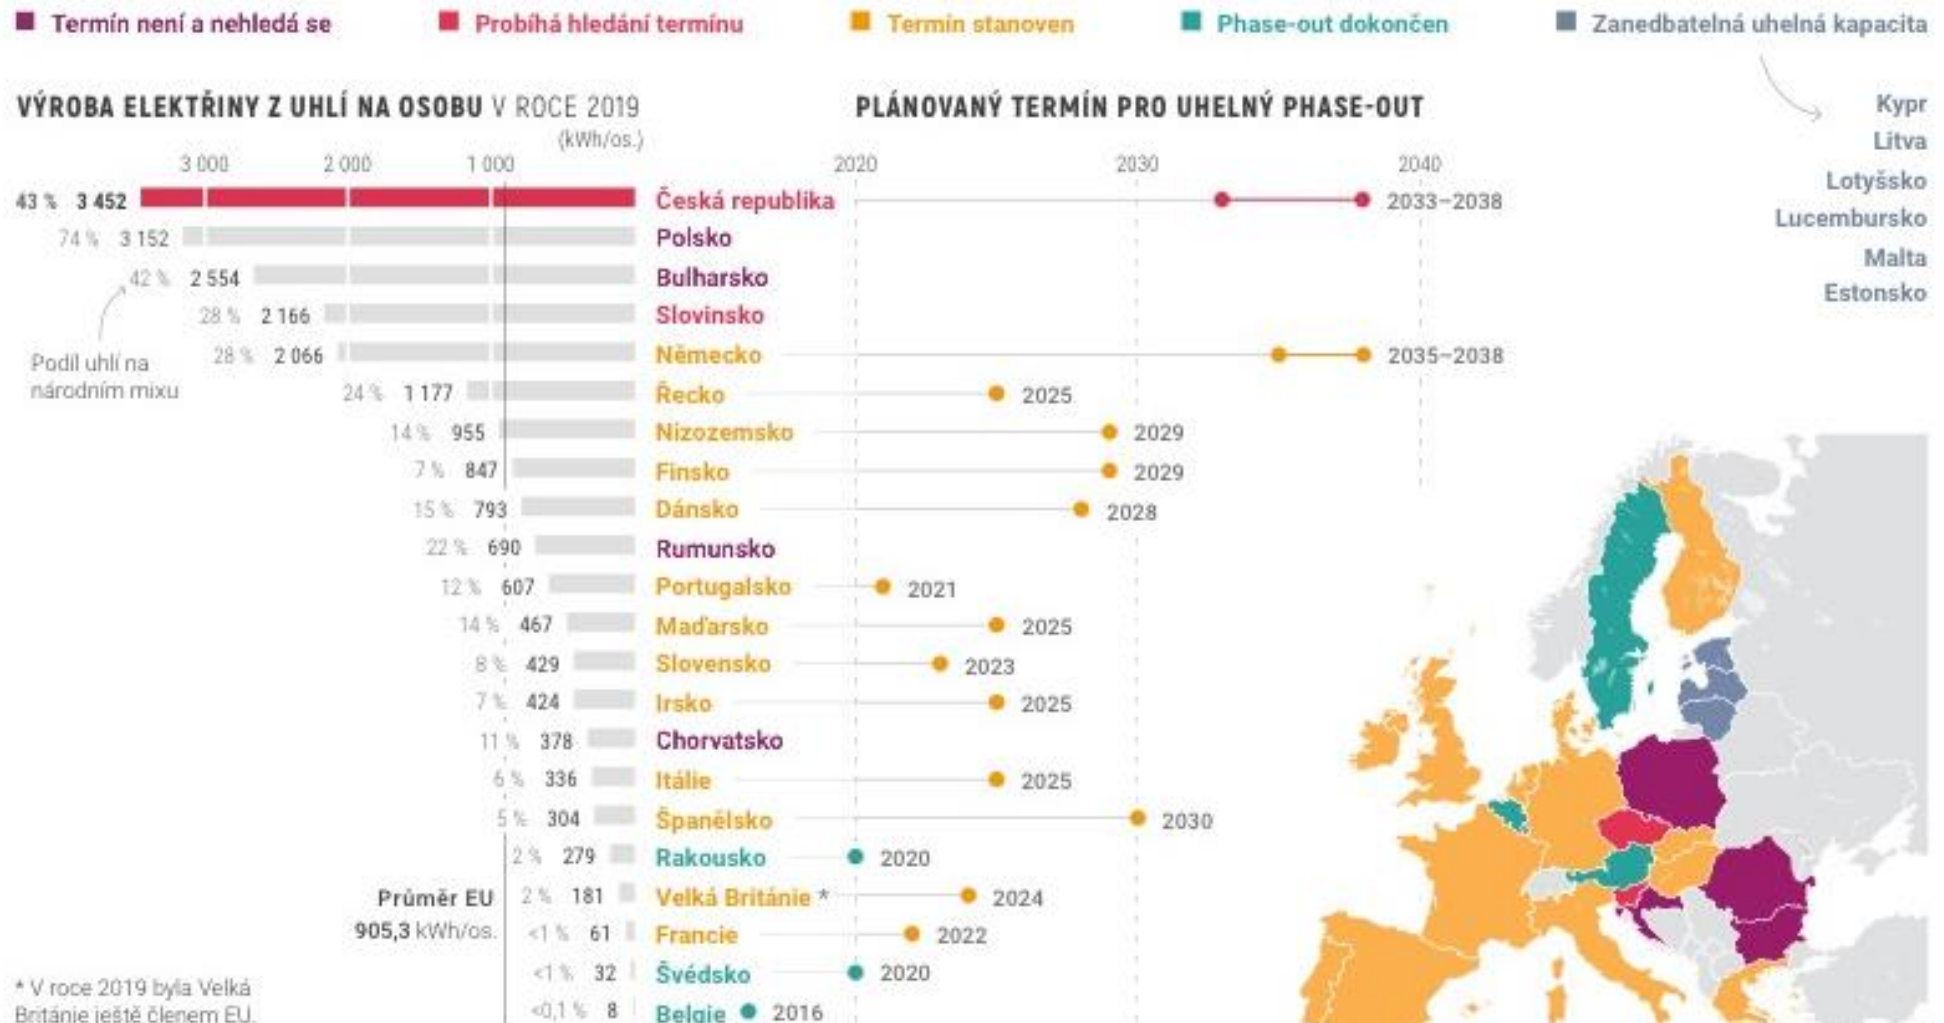 Termín není a nehledá se
Probíhá hledání termínu
Termín stanoven
Phase-out dokončen
Zanedbatelná uhelná kapacita
VÝROBA ELEKTŘINY Z UHLÍ NA OSOBU V ROCE 2019
(kWh/os.)
PLÁNOVANÝ TERMÍN PRO UHELNÝ PHASE-OUT
Kypr
Litva
Lotyšsko
Lucembursko
Malta
Estonsko
3 000 2 000 1 000
2020 2030 2040
43 % 3 452 Česká republika 2033–2038
74 % 3 152 Polsko
42 % 2 554 Bulharsko
28 % 2 166 Slovinsko
28 % 2 066 Německo 2035–2038
Podíl uhlí na
národním mixu
24 % 1 177 Řecko 2025
14 % 955 Nizozemsko 2029
7 % 847 Finsko 2029
15 % 793 Dánsko 2028
22 % 690 Rumunsko
12 % 607 Portugalsko 2021
14 % 467 Maďarsko 2025
8 % 429 Slovensko 2023
7 % 424 Irsko 2025
11 % 378 Chorvatsko
6 % 336 Itálie 2025
5 % 304 Španělsko 2030
2 % 279 Rakousko 2020
2 % 181 Velká Británie * 2024
<1 % 61 Francie 2022
<1 % 32 Švédsko 2020
<0,1 % 8 Belgie 2016
Průměr EU
905,3 kWh/os.
* V roce 2019 byla Velká
Británie ještě členem EU.